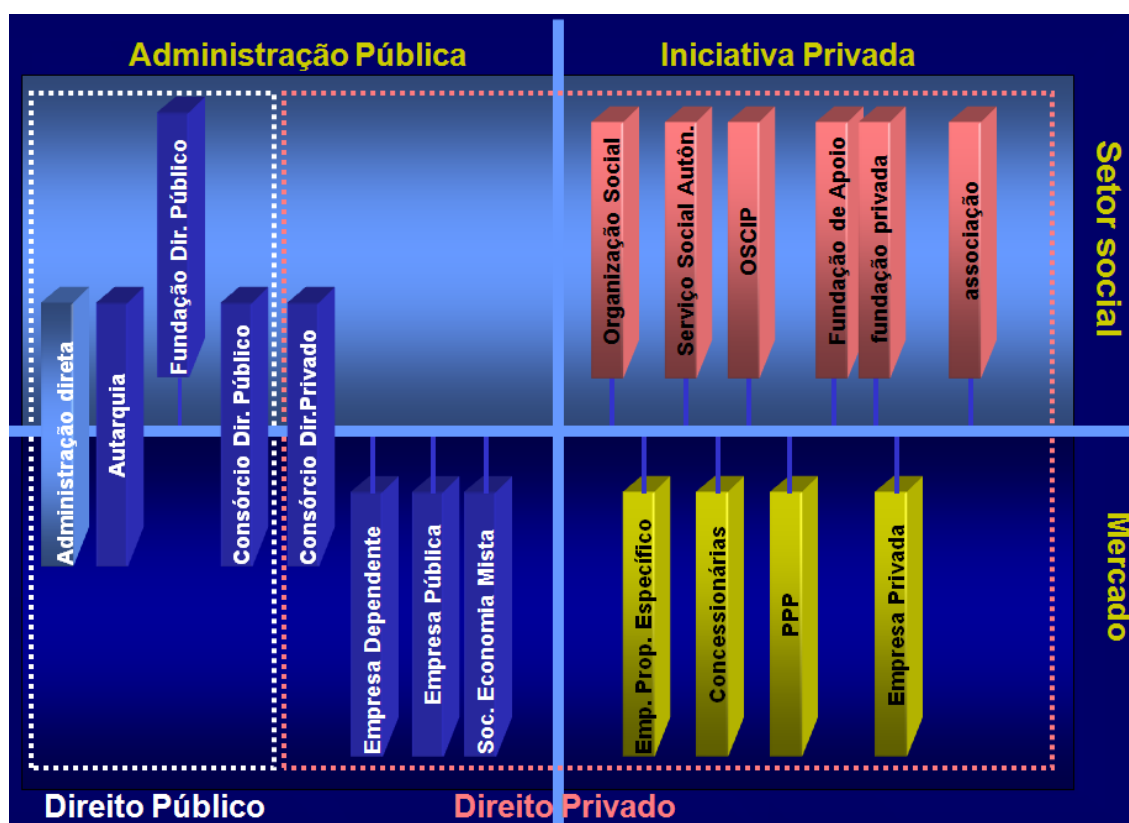 Administração Pública
Iniciativa Privada
Setor social
Mercado
Administração direta
Autarquia
Fundação Dir. Público
Consórcio Dir. Público
Consórcio Dir.Privado
Empresa Dependente
Empresa Pública
Soc. Economia Mista
Organização Social
Serviço Social Autôn.
OSCIP
Fundação de Apoio
fundação privada
associação
Emp. Prop. Específico
Concessionárias
PPP
Empresa Privada
Direito Público
Direito Privado